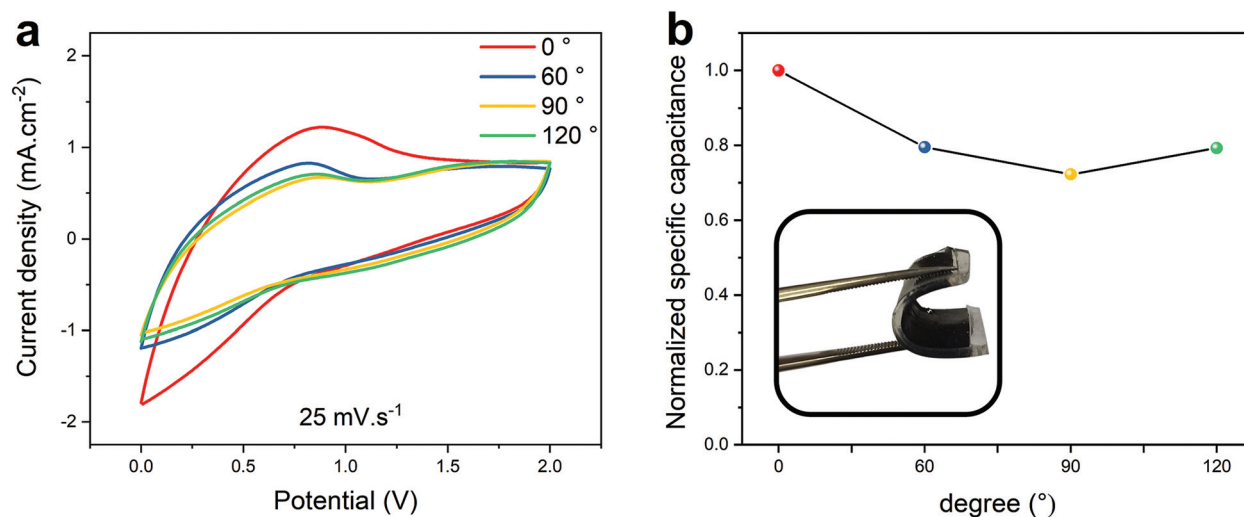 a
2
1
0
-1
-2
Current density (mA.cm-2)
0 °
60 °
90 °
120 °
25 mV.s-1
0.0 0.5 1.0 1.5 2.0
Potential (V)
b
1.0
0.8
0.6
0.4
0.2
0.0
Normalized specific capacitance
0 60 90 120
degree (°)